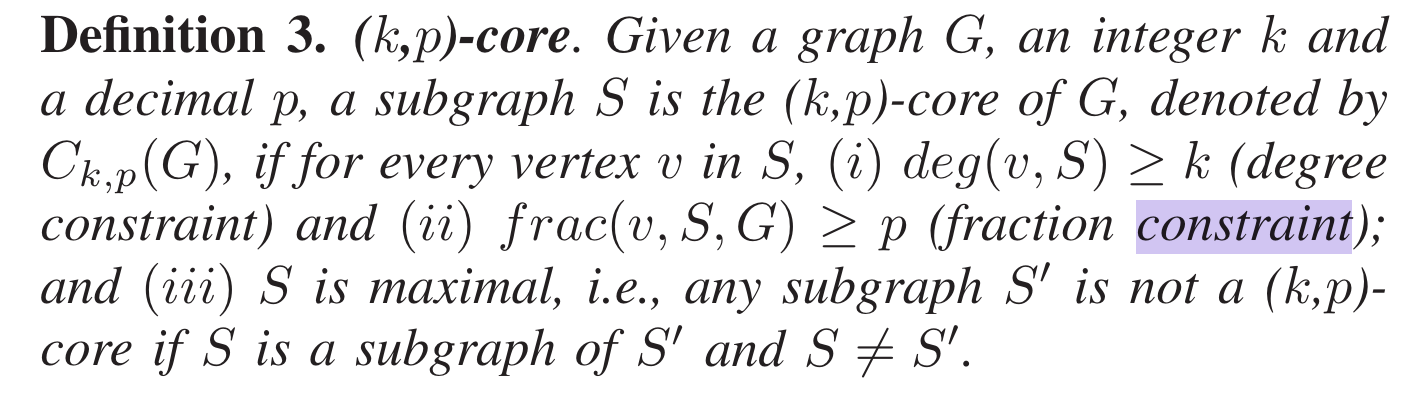 Definition 3. (k,p)-core. Given a graph G, an integer k and
a decimal p, a subgraph S is the (k,p)-core of G, denoted by
C_{k,p}(G), if for every vertex v in S, (i) deg(v, S) ≥ k (degree
constraint) and (ii) frac(v, S, G) ≥ p (fraction constraint);
and (iii) S is maximal, i.e., any subgraph S′ is not a (k,p)-
core if S is a subgraph of S′ and S ≠ S′.